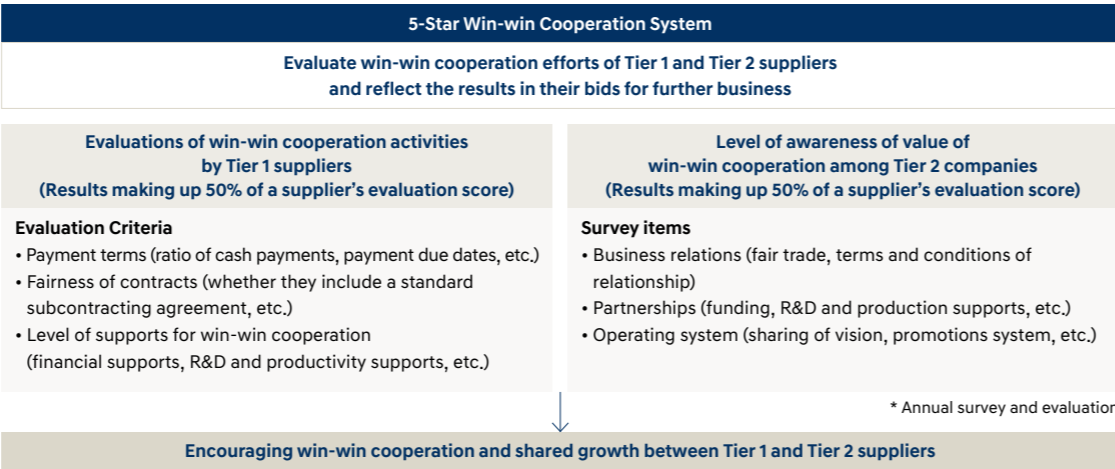 5-Star Win-win Cooperation System
Evaluate win-win cooperation efforts of Tier 1 and Tier 2 suppliers
and reflect the results in their bids for further business
Evaluations of win-win cooperation activities
by Tier 1 suppliers
(Results making up 50% of a supplier’s evaluation score)
Evaluation Criteria
• Payment terms (ratio of cash payments, payment due dates, etc.)
• Fairness of contracts (whether they include a standard
subcontracting agreement, etc.)
• Level of supports for win-win cooperation
(financial supports, R&D and productivity supports, etc.)
Level of awareness of value of
win-win cooperation among Tier 2 companies
(Results making up 50% of a supplier’s evaluation score)
Survey items
• Business relations (fair trade, terms and conditions of
relationship)
• Partnerships (funding, R&D and production supports, etc.)
• Operating system (sharing of vision, promotions system, etc.)
* Annual survey and evaluation
Encouraging win-win cooperation and shared growth between Tier 1 and Tier 2 suppliers